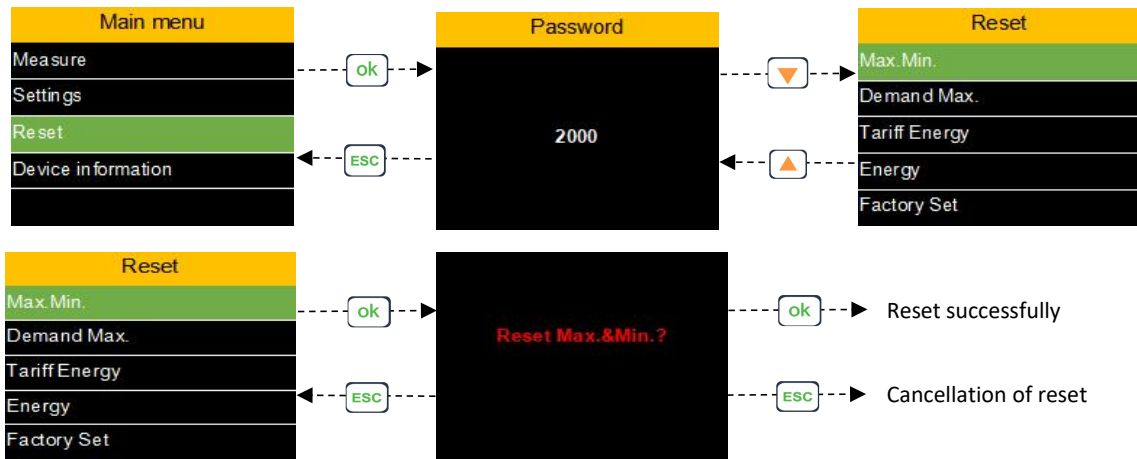 Main menu
Measure
Settings
Reset
Device information
ok
ESC
Password
2000
Reset
Max.Min.
Demand Max.
Tariff Energy
Energy
Factory Set
Reset
Max.Min.
Demand Max.
Tariff Energy
Energy
Factory Set
ok
ESC
Reset Max.&Min.?
ok
Reset successfully
ESC
Cancellation of reset